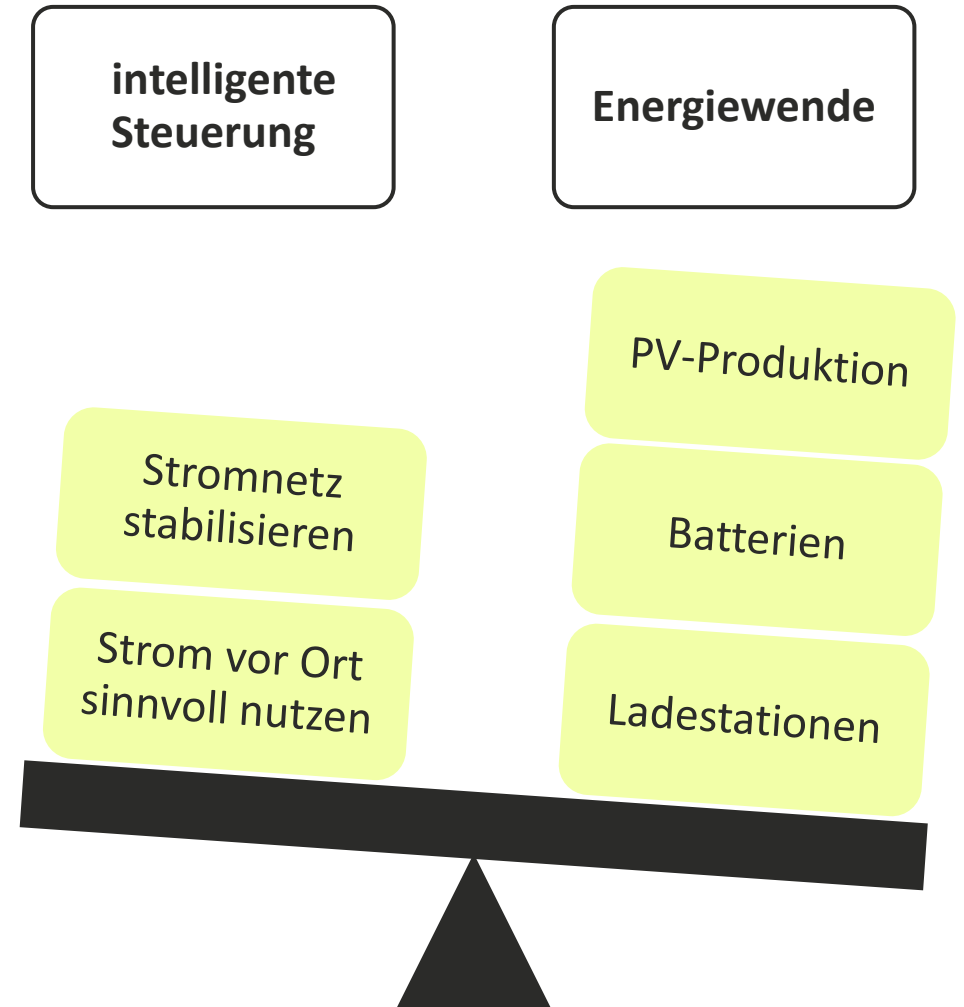 intelligente
Steuerung
Energiewende
PV-Produktion
Stromnetz
stabilisieren
Batterien
Strom vor Ort
sinnvoll nutzen
Ladestationen